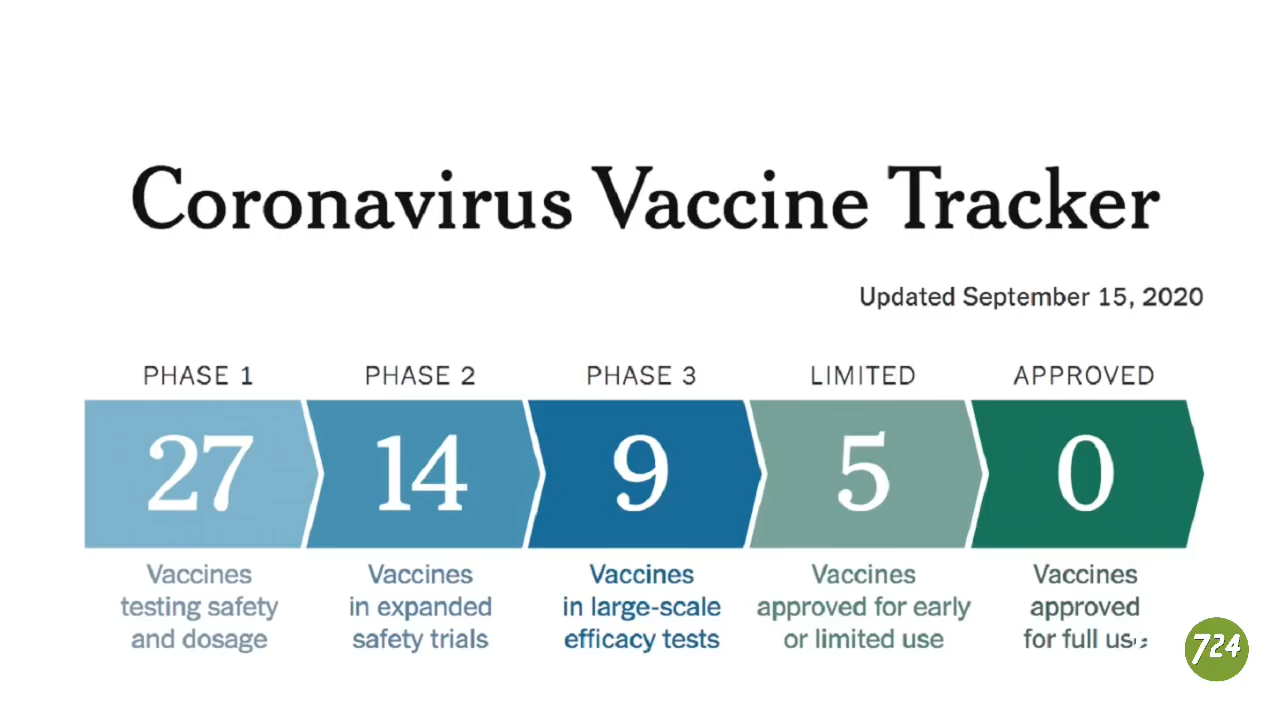 Coronavirus Vaccine Tracker
Updated September 15, 2020
PHASE 1
PHASE 2
PHASE 3
LIMITED
APPROVED
27
14
9
5
0
Vaccines
testing safety
and dosage
Vaccines
in expanded
safety trials
Vaccines
in large-scale
efficacy tests
Vaccines
approved for early
or limited use
Vaccines
approved
for full use
724